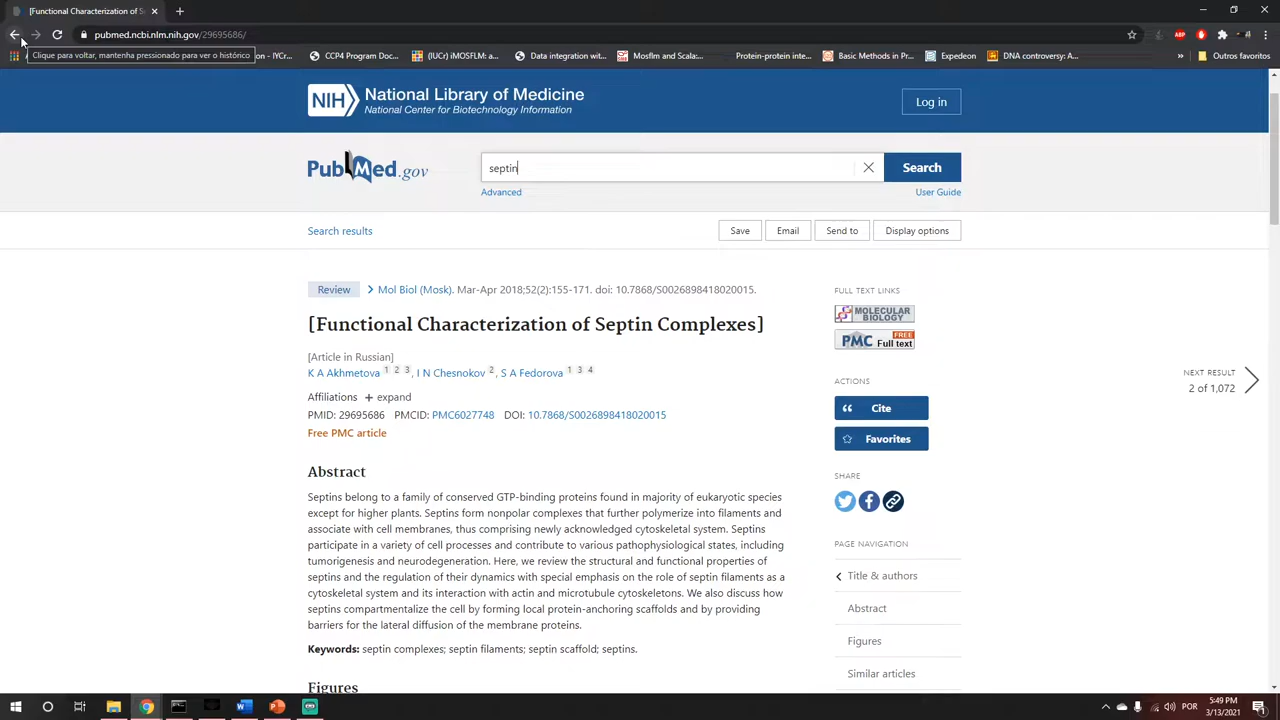 [Functional Characterization of S
pubmed.ncbi.nlm.nih.gov/29695686/
Clique para voltar, mantenha pressionado para ver o histórico
on - IYCr...
CCP4 Program Doc...
(IUCr) iMOSFLM: a...
Data integration wit...
Mosflm and Scala:...
Protein-protein inte...
Basic Methods in Pr...
Expedeon
DNA controversy: a...
»
Outros favoritos
NIH National Library of Medicine
National Center for Biotechnology Information
Log in
PubMed.gov
septin
Search
Advanced
User Guide
Search results
Save
Email
Send to
Display options
Review
Mol Biol (Mosk). Mar-Apr 2018;52(2):155-171. doi: 10.7868/S0026898418020015.
[Functional Characterization of Septin Complexes]
[Article in Russian]
K A Akhmetova 1 2 3, I N Chesnokov 2, S A Fedorova 1 3 4
Affiliations + expand
PMID: 29695686 PMCID: PMC6027748 DOI: 10.7868/S0026898418020015
Free PMC article
Abstract
Septins belong to a family of conserved GTP-binding proteins found in majority of eukaryotic species
except for higher plants. Septins form nonpolar complexes that further polymerize into filaments and
associate with cell membranes, thus comprising newly acknowledged cytoskeletal system. Septins
participate in a variety of cell processes and contribute to various pathophysiological states, including
tumorigenesis and neurodegeneration. Here, we review the structural and functional properties of
septins and the regulation of their dynamics with special emphasis on the role of septin filaments as a
cytoskeletal system and its interaction with actin and microtubule cytoskeletons. We also discuss how
septins compartmentalize the cell by forming local protein-anchoring scaffolds and by providing
barriers for the lateral diffusion of the membrane proteins.
Keywords: septin complexes; septin filaments; septin scaffold; septins.
Figures
FULL TEXT LINKS
MOLECULAR
BIOLOGY
PMC FREE
Full text
ACTIONS
Cite
Favorites
SHARE
PAGE NAVIGATION
Title & authors
Abstract
Figures
Similar articles
NEXT RESULT
2 of 1,072
POR
5:49 PM
3/13/2021